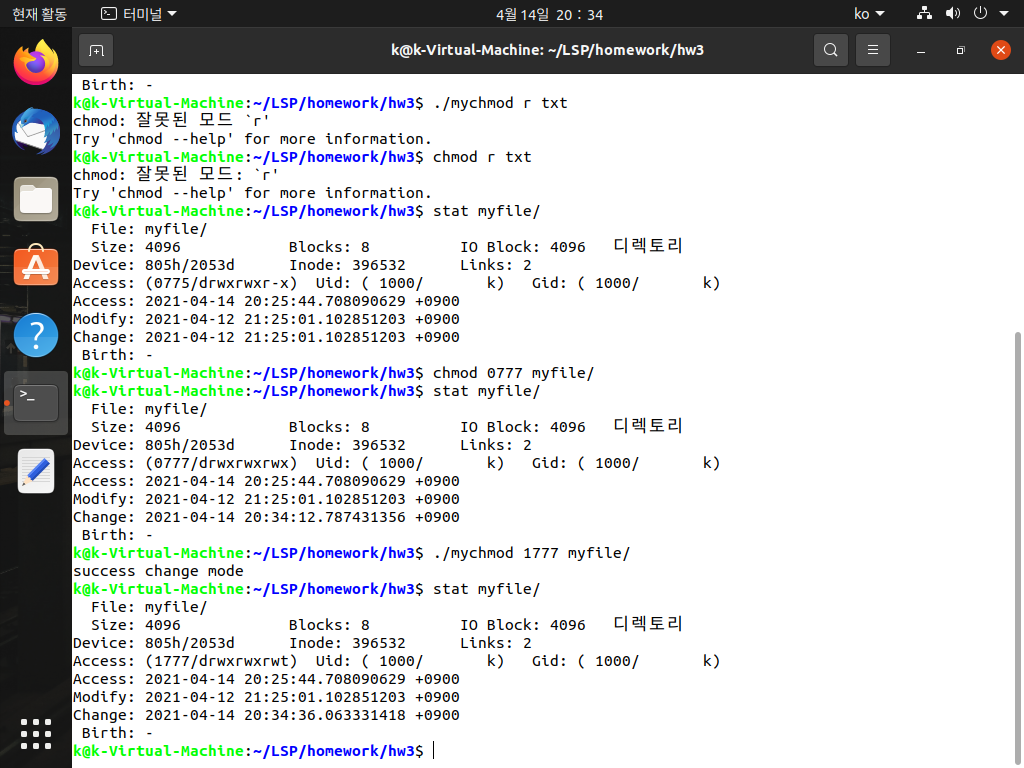 현재 활동 터미널 4월 14일 20 : 34 ko
k@k-Virtual-Machine: ~/LSP/homework/hw3
Birth: -
k@k-Virtual-Machine:~/LSP/homework/hw3$ ./mychmod r txt
chmod: 잘못된 모드 `r'
Try 'chmod --help' for more information.
k@k-Virtual-Machine:~/LSP/homework/hw3$ chmod r txt
chmod: 잘못된 모드: `r'
Try 'chmod --help' for more information.
k@k-Virtual-Machine:~/LSP/homework/hw3$ stat myfile/
File: myfile/
Size: 4096 Blocks: 8 IO Block: 4096 디렉토리
Device: 805h/2053d Inode: 396532 Links: 2
Access: (0775/drwxrwxr-x) Uid: ( 1000/ k) Gid: ( 1000/ k)
Access: 2021-04-14 20:25:44.708090629 +0900
Modify: 2021-04-12 21:25:01.102851203 +0900
Change: 2021-04-12 21:25:01.102851203 +0900
Birth: -
k@k-Virtual-Machine:~/LSP/homework/hw3$ chmod 0777 myfile/
k@k-Virtual-Machine:~/LSP/homework/hw3$ stat myfile/
File: myfile/
Size: 4096 Blocks: 8 IO Block: 4096 디렉토리
Device: 805h/2053d Inode: 396532 Links: 2
Access: (0777/drwxrwxrwx) Uid: ( 1000/ k) Gid: ( 1000/ k)
Access: 2021-04-14 20:25:44.708090629 +0900
Modify: 2021-04-12 21:25:01.102851203 +0900
Change: 2021-04-14 20:34:12.787431356 +0900
Birth: -
k@k-Virtual-Machine:~/LSP/homework/hw3$ ./mychmod 1777 myfile/
success change mode
k@k-Virtual-Machine:~/LSP/homework/hw3$ stat myfile/
File: myfile/
Size: 4096 Blocks: 8 IO Block: 4096 디렉토리
Device: 805h/2053d Inode: 396532 Links: 2
Access: (1777/drwxrwxrwt) Uid: ( 1000/ k) Gid: ( 1000/ k)
Access: 2021-04-14 20:25:44.708090629 +0900
Modify: 2021-04-12 21:25:01.102851203 +0900
Change: 2021-04-14 20:34:36.063331418 +0900
Birth: -
k@k-Virtual-Machine:~/LSP/homework/hw3$